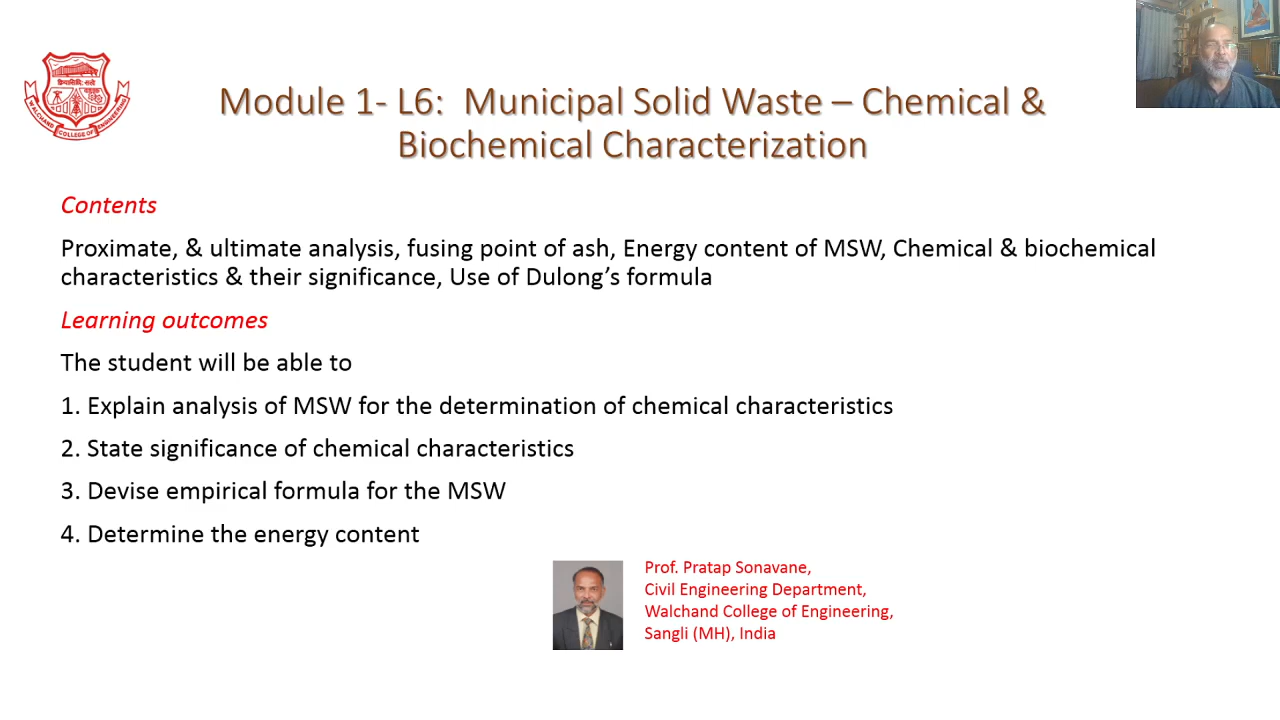 Module 1- L6: Municipal Solid Waste – Chemical &
Biochemical Characterization
Contents
Proximate, & ultimate analysis, fusing point of ash, Energy content of MSW, Chemical & biochemical
characteristics & their significance, Use of Dulong’s formula
Learning outcomes
The student will be able to
1. Explain analysis of MSW for the determination of chemical characteristics
2. State significance of chemical characteristics
3. Devise empirical formula for the MSW
4. Determine the energy content
Prof. Pratap Sonavane,
Civil Engineering Department,
Walchand College of Engineering,
Sangli (MH), India
WALCHAND COLLEGE OF ENGINEERING